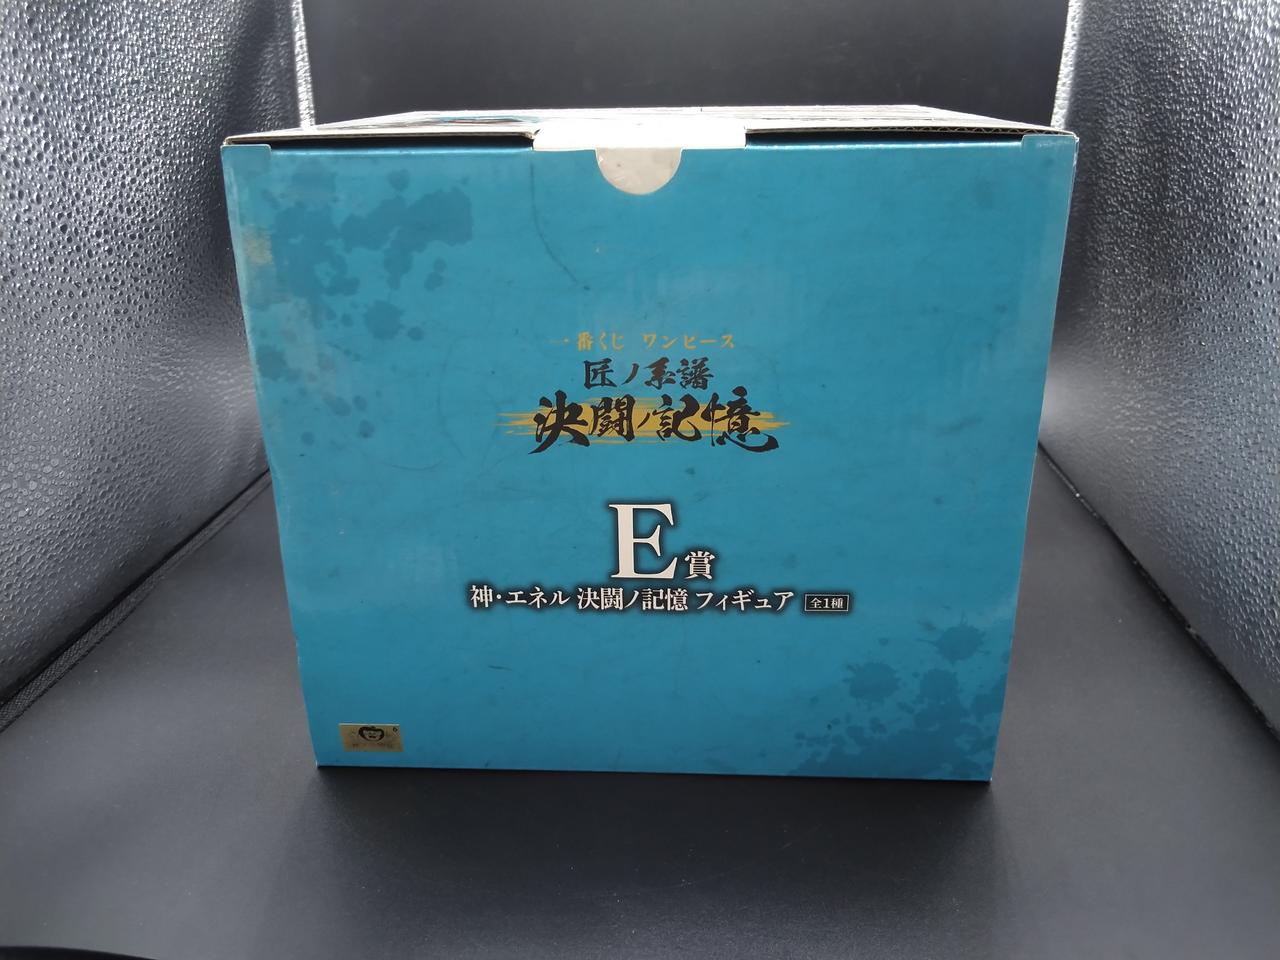 一番くじ ワンピース
匠ノ系譜
決闘ノ記憶
E賞
神・エネル 決闘ノ記憶 フィギュア 全1種